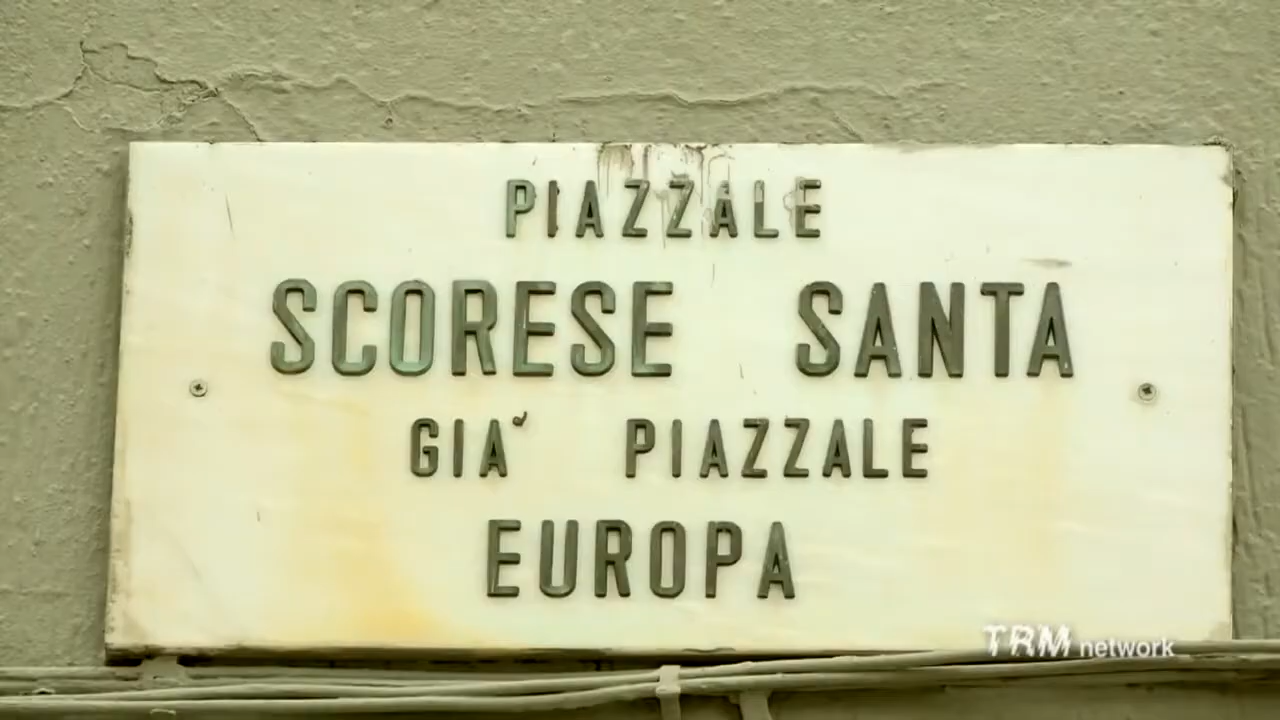 PIAZZALE
SCORESE SANTA
GIA' PIAZZALE
EUROPA
TRM network